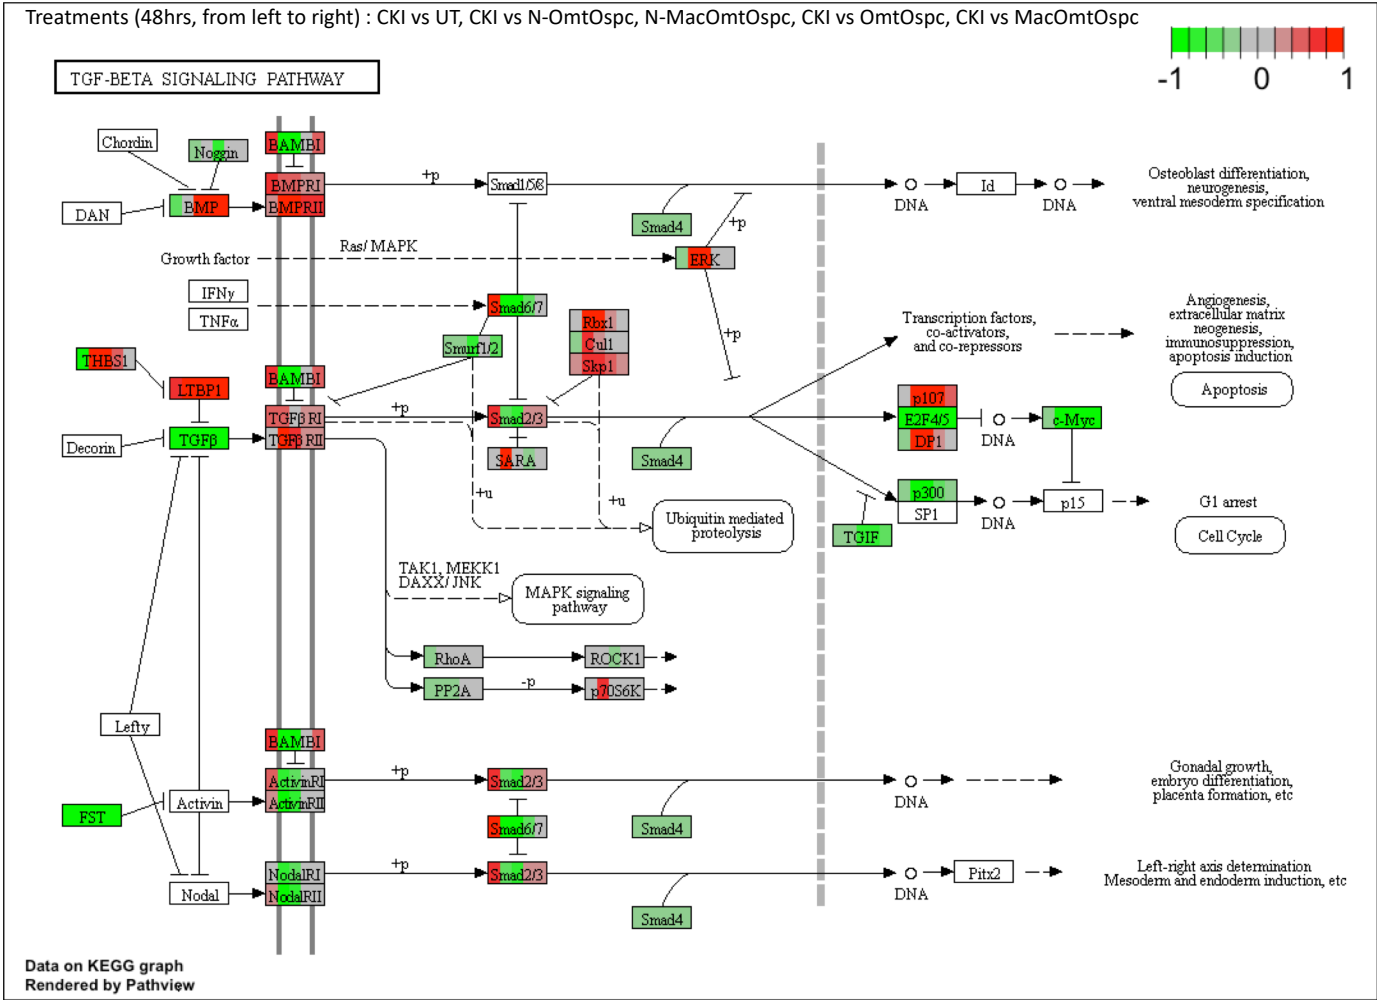 Treatments (48hrs, from left to right) : CKI vs UT, CKI vs N-OmtOspc, N-MacOmtOspc, CKI vs OmtOspc, CKI vs MacOmtOspc
-1 0 1
TGF-BETA SIGNALING PATHWAY
Chordin
Noggin
BAMBI
DAN
BMP
BMPRI
BMPRII
+p
Smad1/5/8
Smad4
DNA
Id
DNA
Osteoblast differentiation,
neurogenesis,
ventral mesoderm specification
Growth factor
Ras/ MAPK
ERK
+p
+p
IFNγ
TNFα
Smad6/7
Smurf1/2
Rbx1
Cul1
Skp1
Transcription factors,
co-activators,
and co-repressors
Angiogenesis,
extracellular matrix
neogenesis,
immunosuppression,
apoptosis induction
Apoptosis
THBS1
LTBP1
BAMBI
Decorin
TGFβ
TGFβ RI
TGFβ RII
+p
Smad2/3
SARA
Smad4
p107
E2F4/5
DP1
DNA
c-Myc
p300
SP1
DNA
p15
TGIF
G1 arrest
Cell Cycle
+u
+u
Ubiquitin mediated
proteolysis
TAK1, MEKK1
DAXX/ JNK
MAPK signaling
pathway
RhoA
ROCK1
PP2A
-p
p70S6K
Lefty
BAMBI
FST
Activin
ActivinRI
ActivinRII
+p
Smad2/3
Smad6/7
Smad4
DNA
Gonadal growth,
embryo differentiation,
placenta formation, etc
Nodal
NodalRI
NodalRII
+p
Smad2/3
Smad4
DNA
Pitx2
Left-right axis determination
Mesoderm and endoderm induction, etc
Data on KEGG graph
Rendered by Pathview